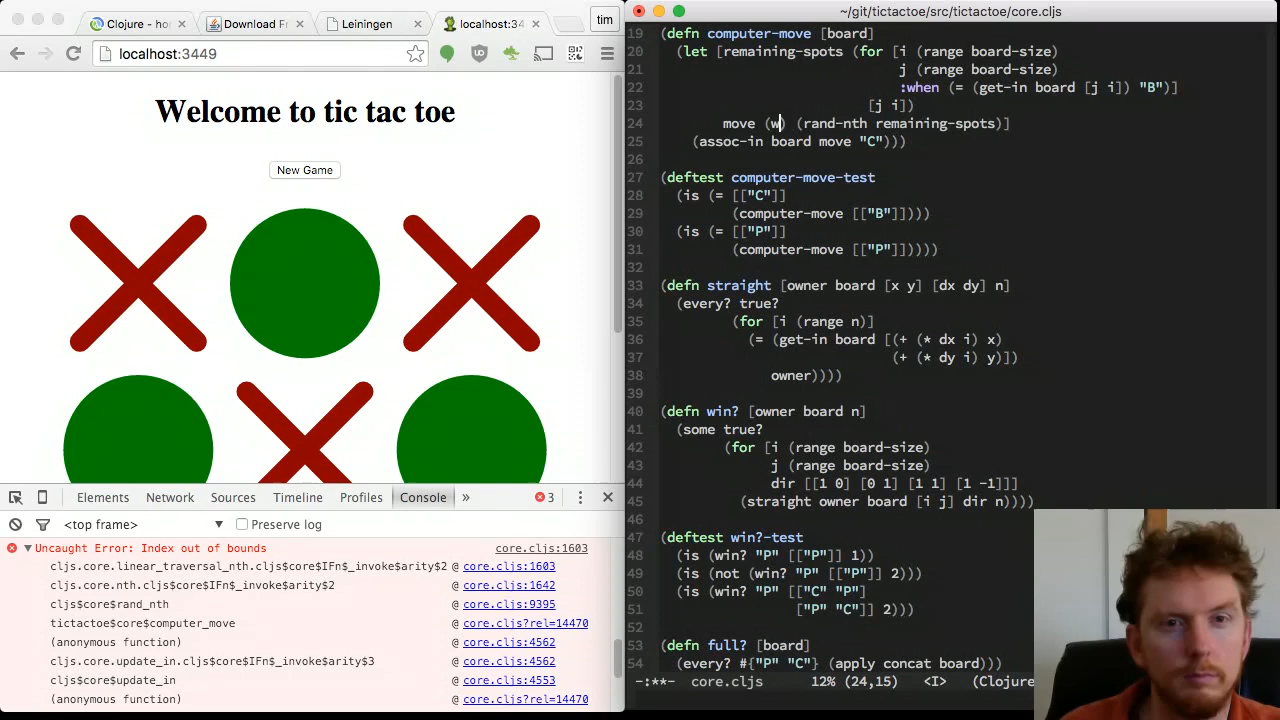 Clojure - ho
Download Fr
Leiningen
localhost:34
tim
localhost:3449
Welcome to tic tac toe
New Game
Elements Network Sources Timeline Profiles Console » 3
<top frame> Preserve log
Uncaught Error: Index out of bounds core.cljs:1603
cljs.core.linear_traversal_nth.cljs$core$IFn$_invoke$arity$2 @ core.cljs:1603
cljs.core.nth.cljs$core$IFn$_invoke$arity$2 @ core.cljs:1642
cljs$core$rand_nth @ core.cljs:9395
tictactoe$core$computer_move @ core.cljs?rel=14470
(anonymous function) @ core.cljs:4562
cljs.core.update_in.cljs$core$IFn$_invoke$arity$3 @ core.cljs:4562
cljs$core$update_in @ core.cljs:4553
(anonymous function) @ core.cljs?rel=14470
~/git/tictactoe/src/tictactoe/core.cljs
19 (defn computer-move [board]
20 (let [remaining-spots (for [i (range board-size)
21 j (range board-size)
22 :when (= (get-in board [j i]) "B")]
23 [j i])
24 move (w) (rand-nth remaining-spots)]
25 (assoc-in board move "C")))
26
27 (deftest computer-move-test
28 (is (= [["C"]]
29 (computer-move [["B"]])))
30 (is (= [["P"]]
31 (computer-move [["P"]]))))
32
33 (defn straight [owner board [x y] [dx dy] n]
34 (every? true?
35 (for [i (range n)]
36 (= (get-in board [(+ (* dx i) x)
37 (+ (* dy i) y)])
38 owner))))
39
40 (defn win? [owner board n]
41 (some true?
42 (for [i (range board-size)
43 j (range board-size)
44 dir [[1 0] [0 1] [1 1] [1 -1]]]
45 (straight owner board [i j] dir n))))
46
47 (deftest win?-test
48 (is (win? "P" [["P"]] 1))
49 (is (not (win? "P" [["P"]] 2)))
50 (is (win? "P" [["C" "P"]
51 ["P" "C"]] 2)))
52
53 (defn full? [board]
54 (every? #{"P" "C"} (apply concat board)))
-:**- core.cljs 12% (24,15) <I> (Clojure